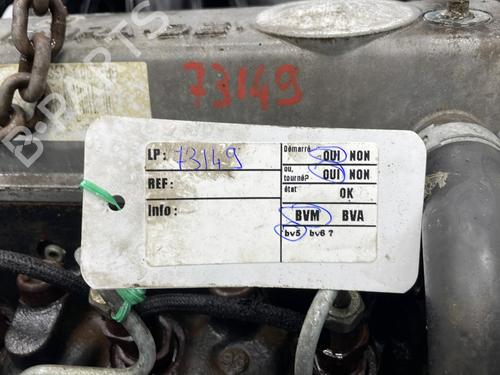 73149
LP : 73149
REF :
Info :
Démarré OUI NON
ou, tourné? OUI NON
état OK
BVM BVA
bv5 bv6 ?
B-PARTS